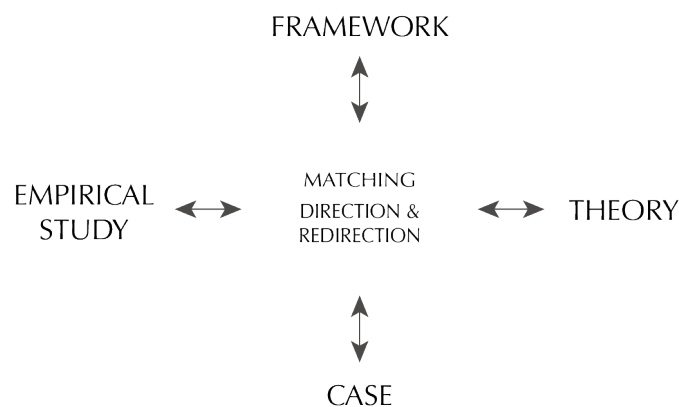 FRAMEWORK
MATCHING
EMPIRICAL
STUDY
DIRECTION &
REDIRECTION
THEORY
CASE